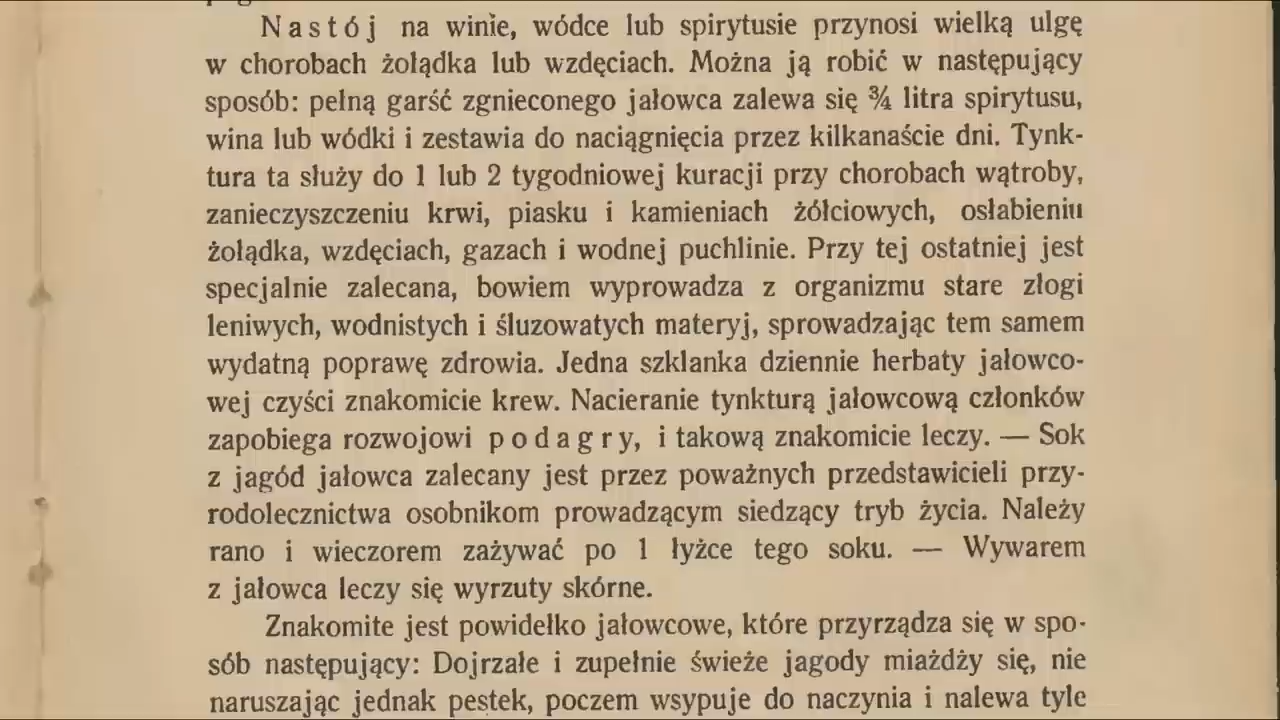 Nastój na winie, wódce lub spirytusie przynosi wielką ulgę
w chorobach żołądka lub wzdęciach. Można ją robić w następujący
sposób: pełną garść zgnieconego jałowca zalewa się ¾ litra spirytusu,
wina lub wódki i zestawia do naciągnięcia przez kilkanaście dni. Tynk-
tura ta służy do 1 lub 2 tygodniowej kuracji przy chorobach wątroby,
zanieczyszczeniu krwi, piasku i kamieniach żółciowych, osłabieniu
żołądka, wzdęciach, gazach i wodnej puchlinie. Przy tej ostatniej jest
specjalnie zalecana, bowiem wyprowadza z organizmu stare złogi
leniwych, wodnistych i śluzowatych materyj, sprowadzając tem samem
wydatną poprawę zdrowia. Jedna szklanka dziennie herbaty jałowco-
wej czyści znakomicie krew. Nacieranie tynkturą jałowcową członków
zapobiega rozwojowi podagry, i takową znakomicie leczy. — Sok
z jagód jałowca zalecany jest przez poważnych przedstawicieli przy-
rodolecznictwa osobnikom prowadzącym siedzący tryb życia. Należy
rano i wieczorem zażywać po 1 łyżce tego soku. — Wywarem
z jałowca leczy się wyrzuty skórne.
Znakomite jest powidełko jałowcowe, które przyrządza się w spo-
sób następujący: Dojrzałe i zupełnie świeże jagody miażdży się, nie
naruszając jednak pestek, poczem wsypuje do naczynia i nalewa tyle